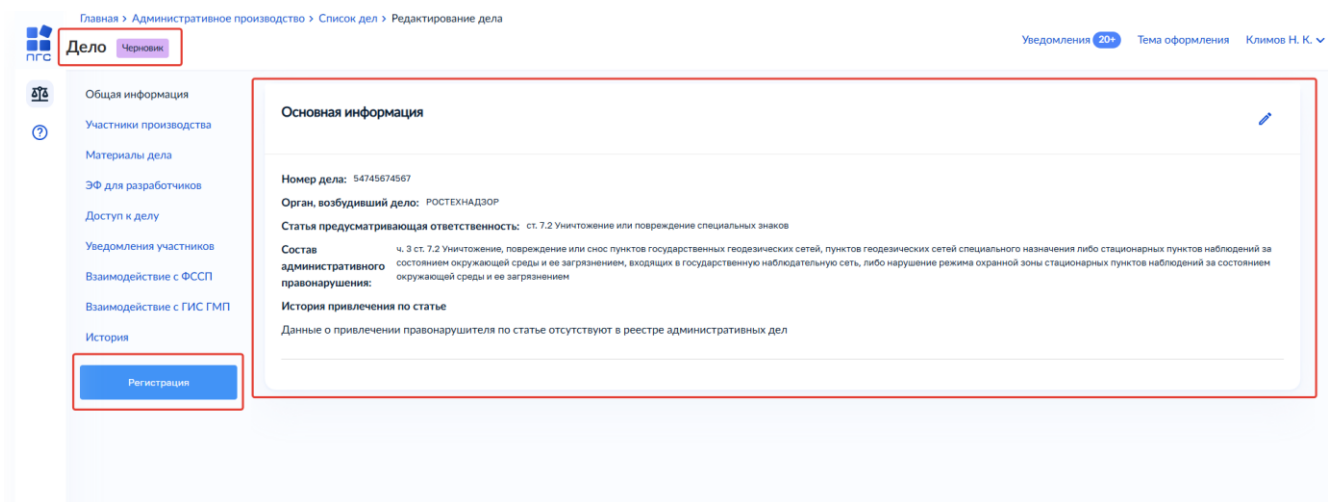 Главная > Административное производство > Список дел > Редактирование дела
ПГС
Дело Черновик
Уведомления 20+ Тема оформления Климов Н. К.
Общая информация
Участники производства
Материалы дела
ЭФ для разработчиков
Доступ к делу
Уведомления участников
Взаимодействие с ФССП
Взаимодействие с ГИС ГМП
История
Регистрация
Основная информация
Номер дела: 54745674567
Орган, возбудивший дело: РОСТЕХНАДЗОР
Статья предусматривающая ответственность: ст. 7.2 Уничтожение или повреждение специальных знаков
Состав
административного
правонарушения:
ч. 3 ст. 7.2 Уничтожение, повреждение или снос пунктов государственных геодезических сетей, пунктов геодезических сетей специального назначения либо стационарных пунктов наблюдений за
состоянием окружающей среды и ее загрязнением, входящих в государственную наблюдательную сеть, либо нарушение режима охранной зоны стационарных пунктов наблюдений за состоянием
окружающей среды и ее загрязнением
История привлечения по статье
Данные о привлечении правонарушителя по статье отсутствуют в реестре административных дел